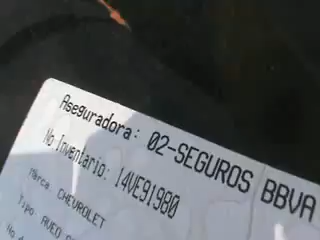 Aseguradora: 02-SEGUROS BBVA
No Inventario: 14VE91980
Marca: CHEVROLET
Tipo: AVEO